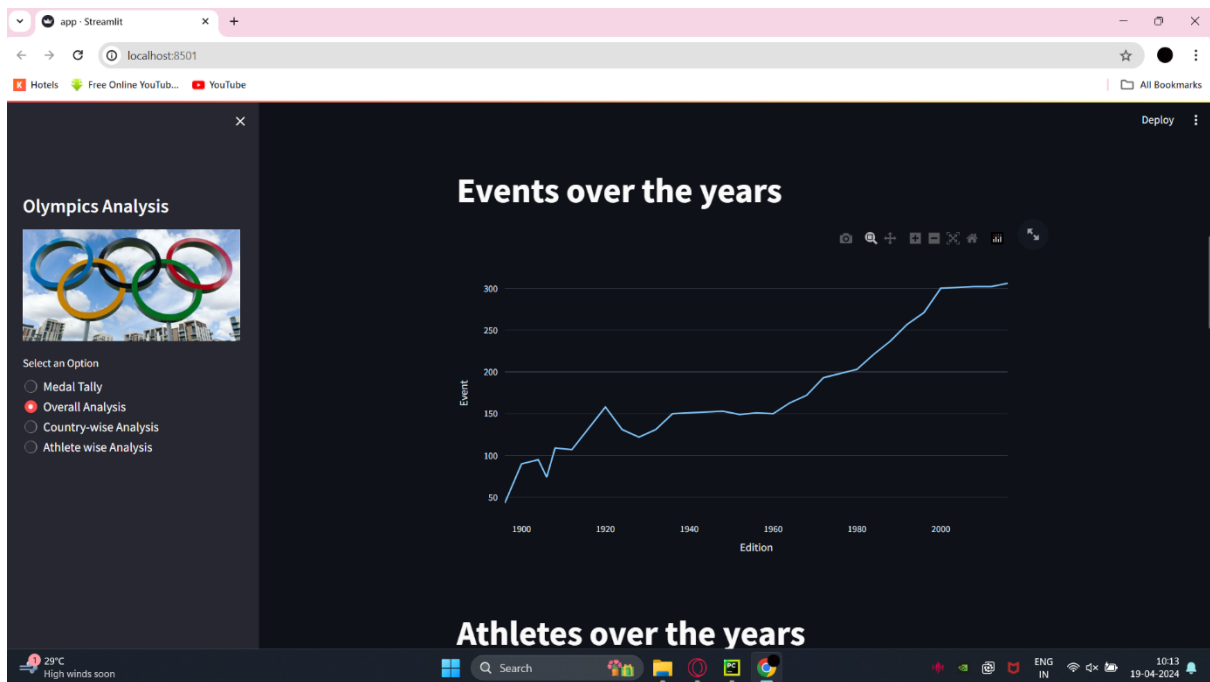 app · Streamlit
localhost:8501
K Hotels Free Online YouTub... YouTube All Bookmarks
Deploy
Olympics Analysis
Select an Option
Medal Tally
Overall Analysis
Country-wise Analysis
Athlete wise Analysis
Events over the years
300
250
200
150
100
50
Event
1900 1920 1940 1960 1980 2000
Edition
Athletes over the years
1
29°C
High winds soon
Search
PC
ENG
IN
10:13
19-04-2024